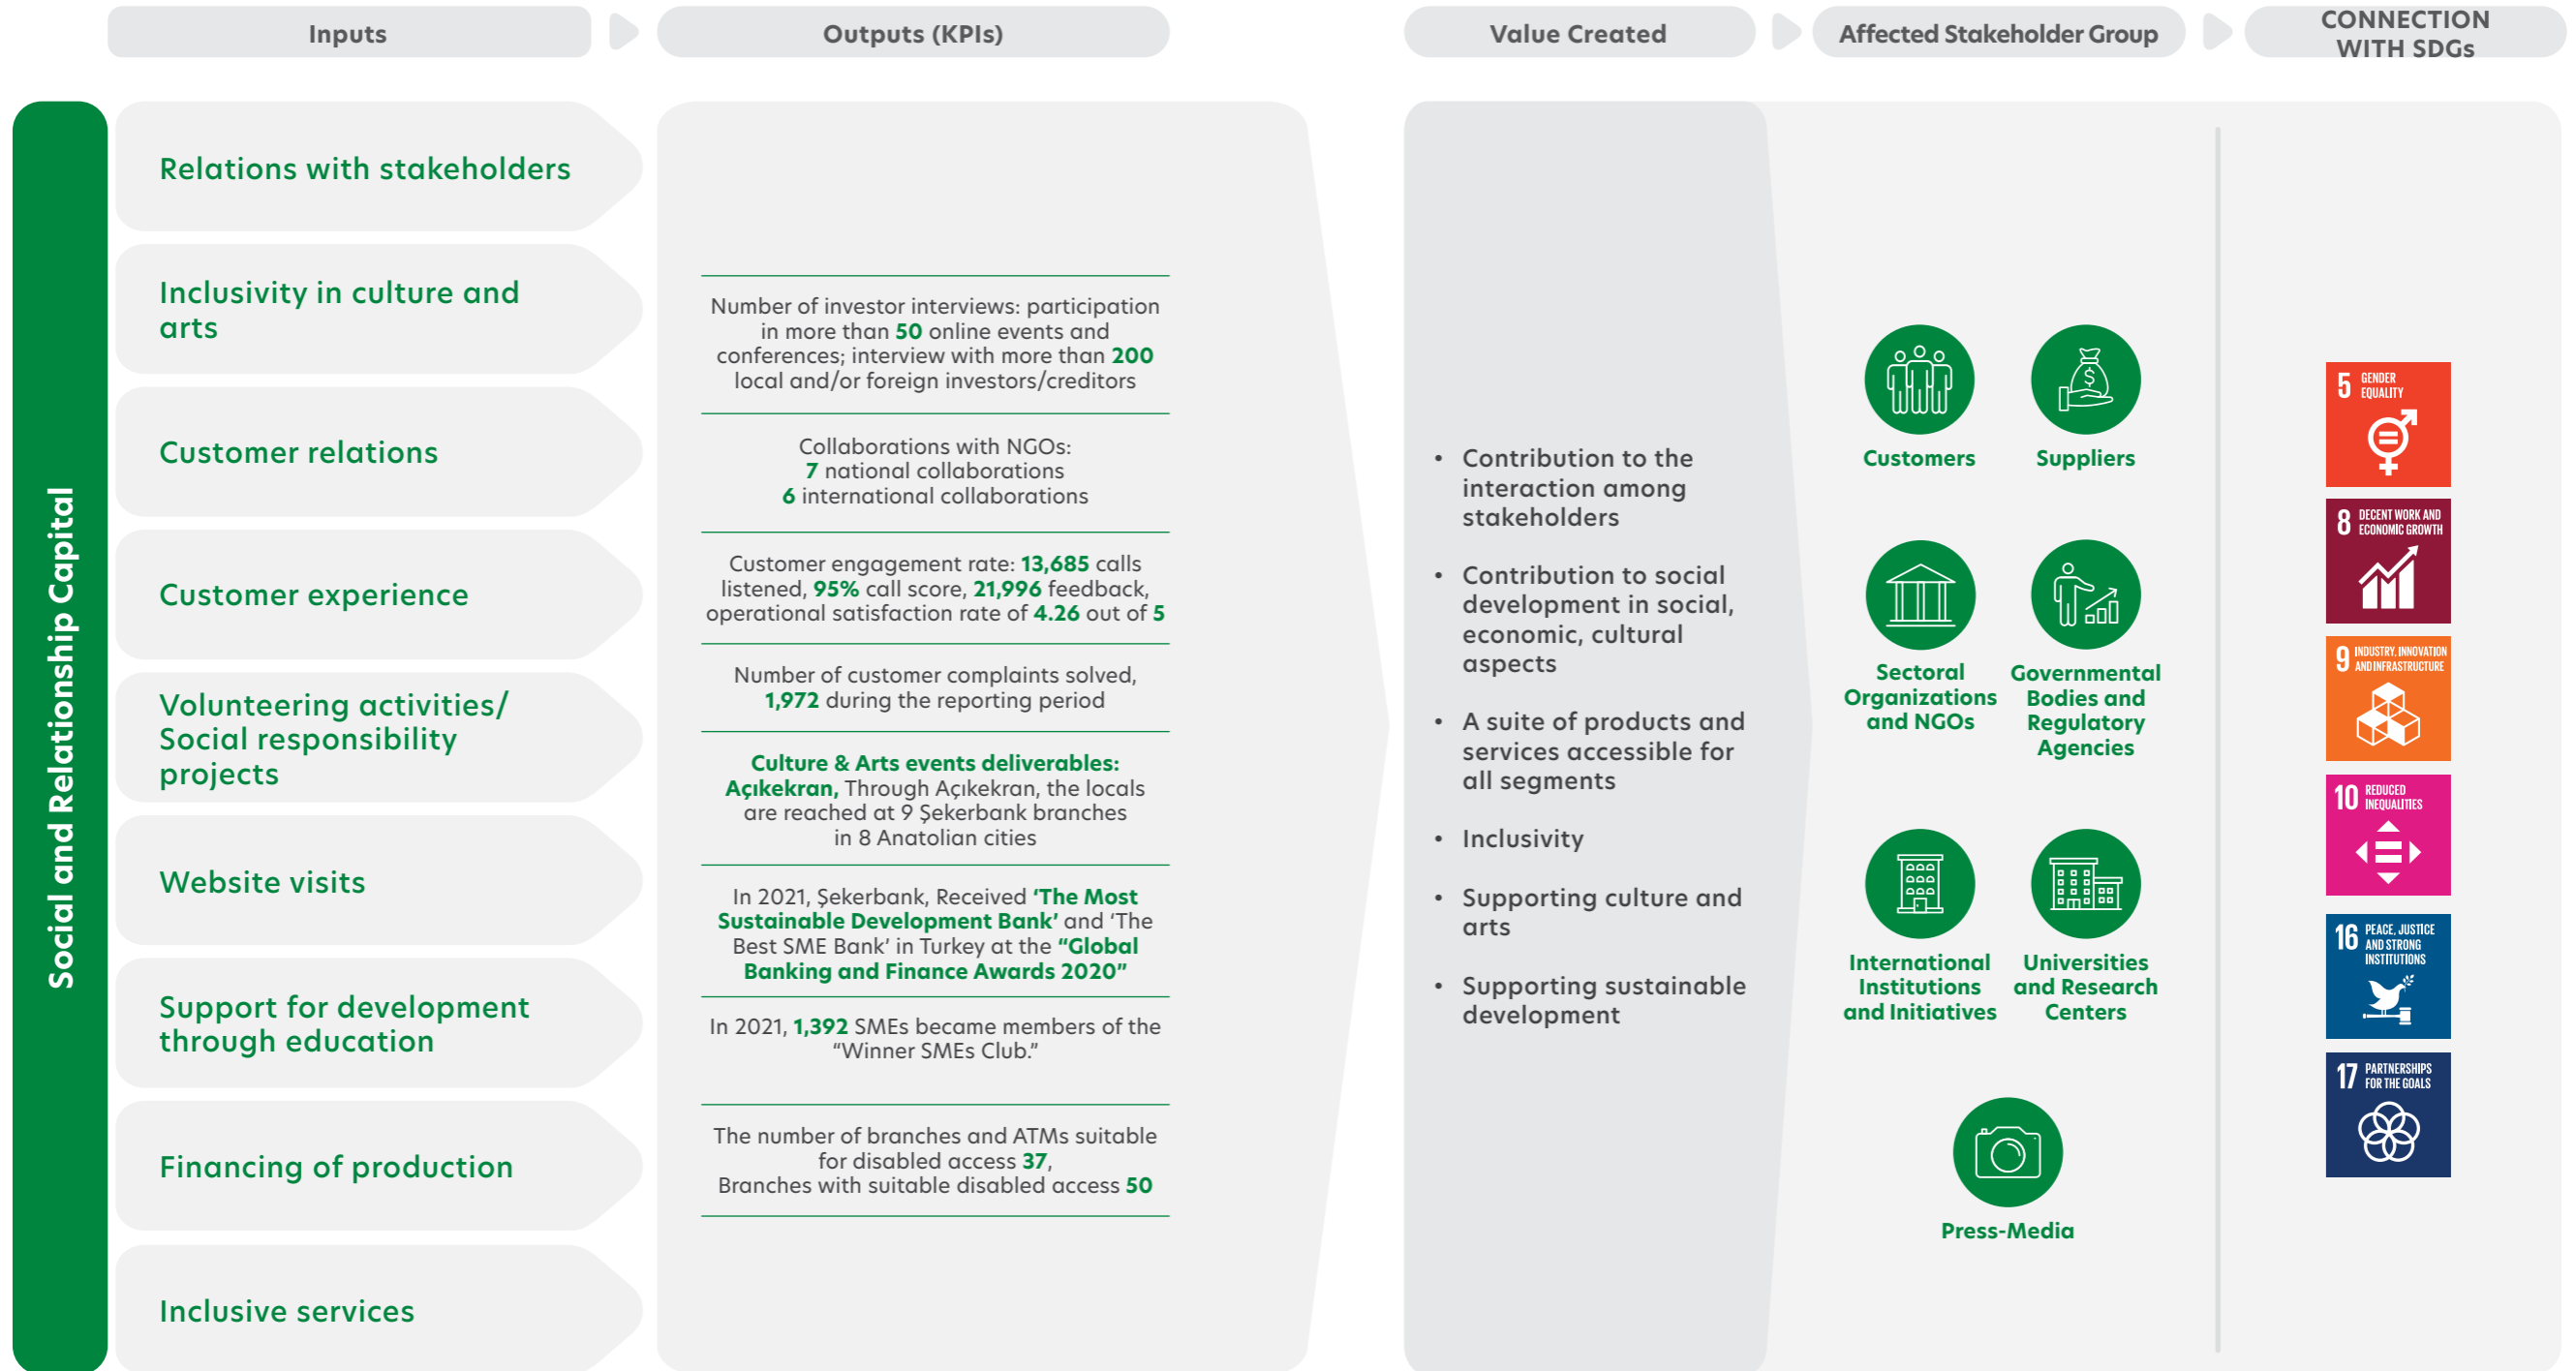 Inputs
Outputs (KPIs)
Value Created
Affected Stakeholder Group
CONNECTION
WITH SDGs
Social and Relationship Capital
Relations with stakeholders
Inclusivity in culture and
arts
Customer relations
Customer experience
Volunteering activities/
Social responsibility
projects
Website visits
Support for development
through education
Financing of production
Inclusive services
Number of investor interviews: participation
in more than 50 online events and
conferences; interview with more than 200
local and/or foreign investors/creditors
Collaborations with NGOs:
7 national collaborations
6 international collaborations
Customer engagement rate: 13,685 calls
listened, 95% call score, 21,996 feedback,
operational satisfaction rate of 4.26 out of 5
Number of customer complaints solved,
1,972 during the reporting period
Culture & Arts events deliverables:
Açıkekran, Through Açıkekran, the locals
are reached at 9 Şekerbank branches
in 8 Anatolian cities
In 2021, Şekerbank, Received ‘The Most
Sustainable Development Bank’ and ‘The
Best SME Bank’ in Turkey at the “Global
Banking and Finance Awards 2020”
In 2021, 1,392 SMEs became members of the
“Winner SMEs Club.”
The number of branches and ATMs suitable
for disabled access 37,
Branches with suitable disabled access 50
• Contribution to the
interaction among
stakeholders
• Contribution to social
development in social,
economic, cultural
aspects
• A suite of products and
services accessible for
all segments
• Inclusivity
• Supporting culture and
arts
• Supporting sustainable
development
Customers
Suppliers
Sectoral
Organizations
and NGOs
Governmental
Bodies and
Regulatory
Agencies
International
Institutions
and Initiatives
Universities
and Research
Centers
Press-Media
5 GENDER
EQUALITY
8 DECENT WORK AND
ECONOMIC GROWTH
9 INDUSTRY, INNOVATION
AND INFRASTRUCTURE
10 REDUCED
INEQUALITIES
16 PEACE, JUSTICE
AND STRONG
INSTITUTIONS
17 PARTNERSHIPS
FOR THE GOALS